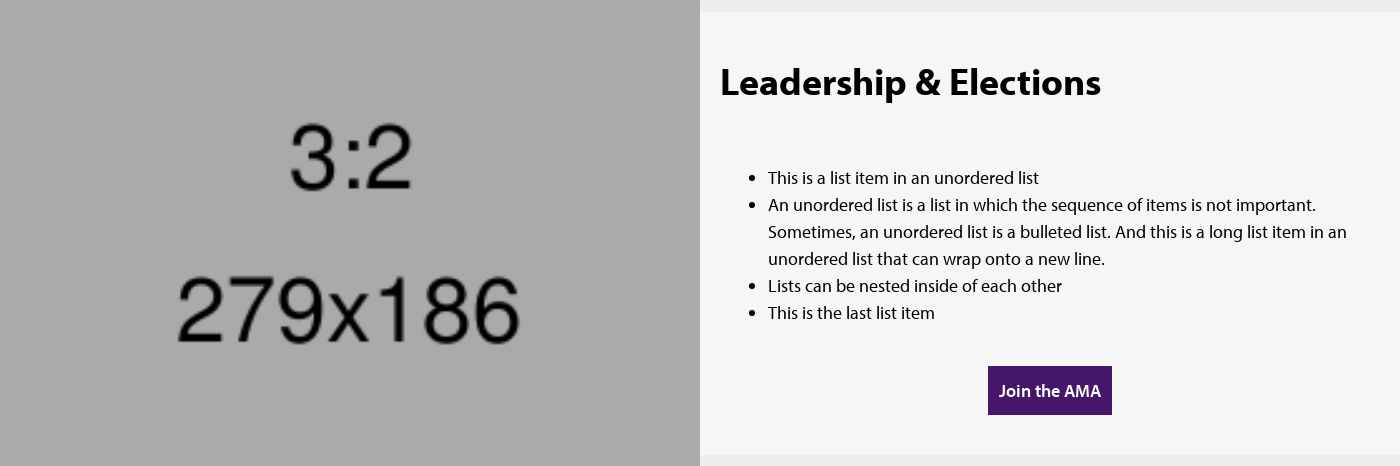 3:2
279x186
Leadership & Elections
This is a list item in an unordered list
An unordered list is a list in which the sequence of items is not important.
Sometimes, an unordered list is a bulleted list. And this is a long list item in an
unordered list that can wrap onto a new line.
Lists can be nested inside of each other
This is the last list item
Join the AMA